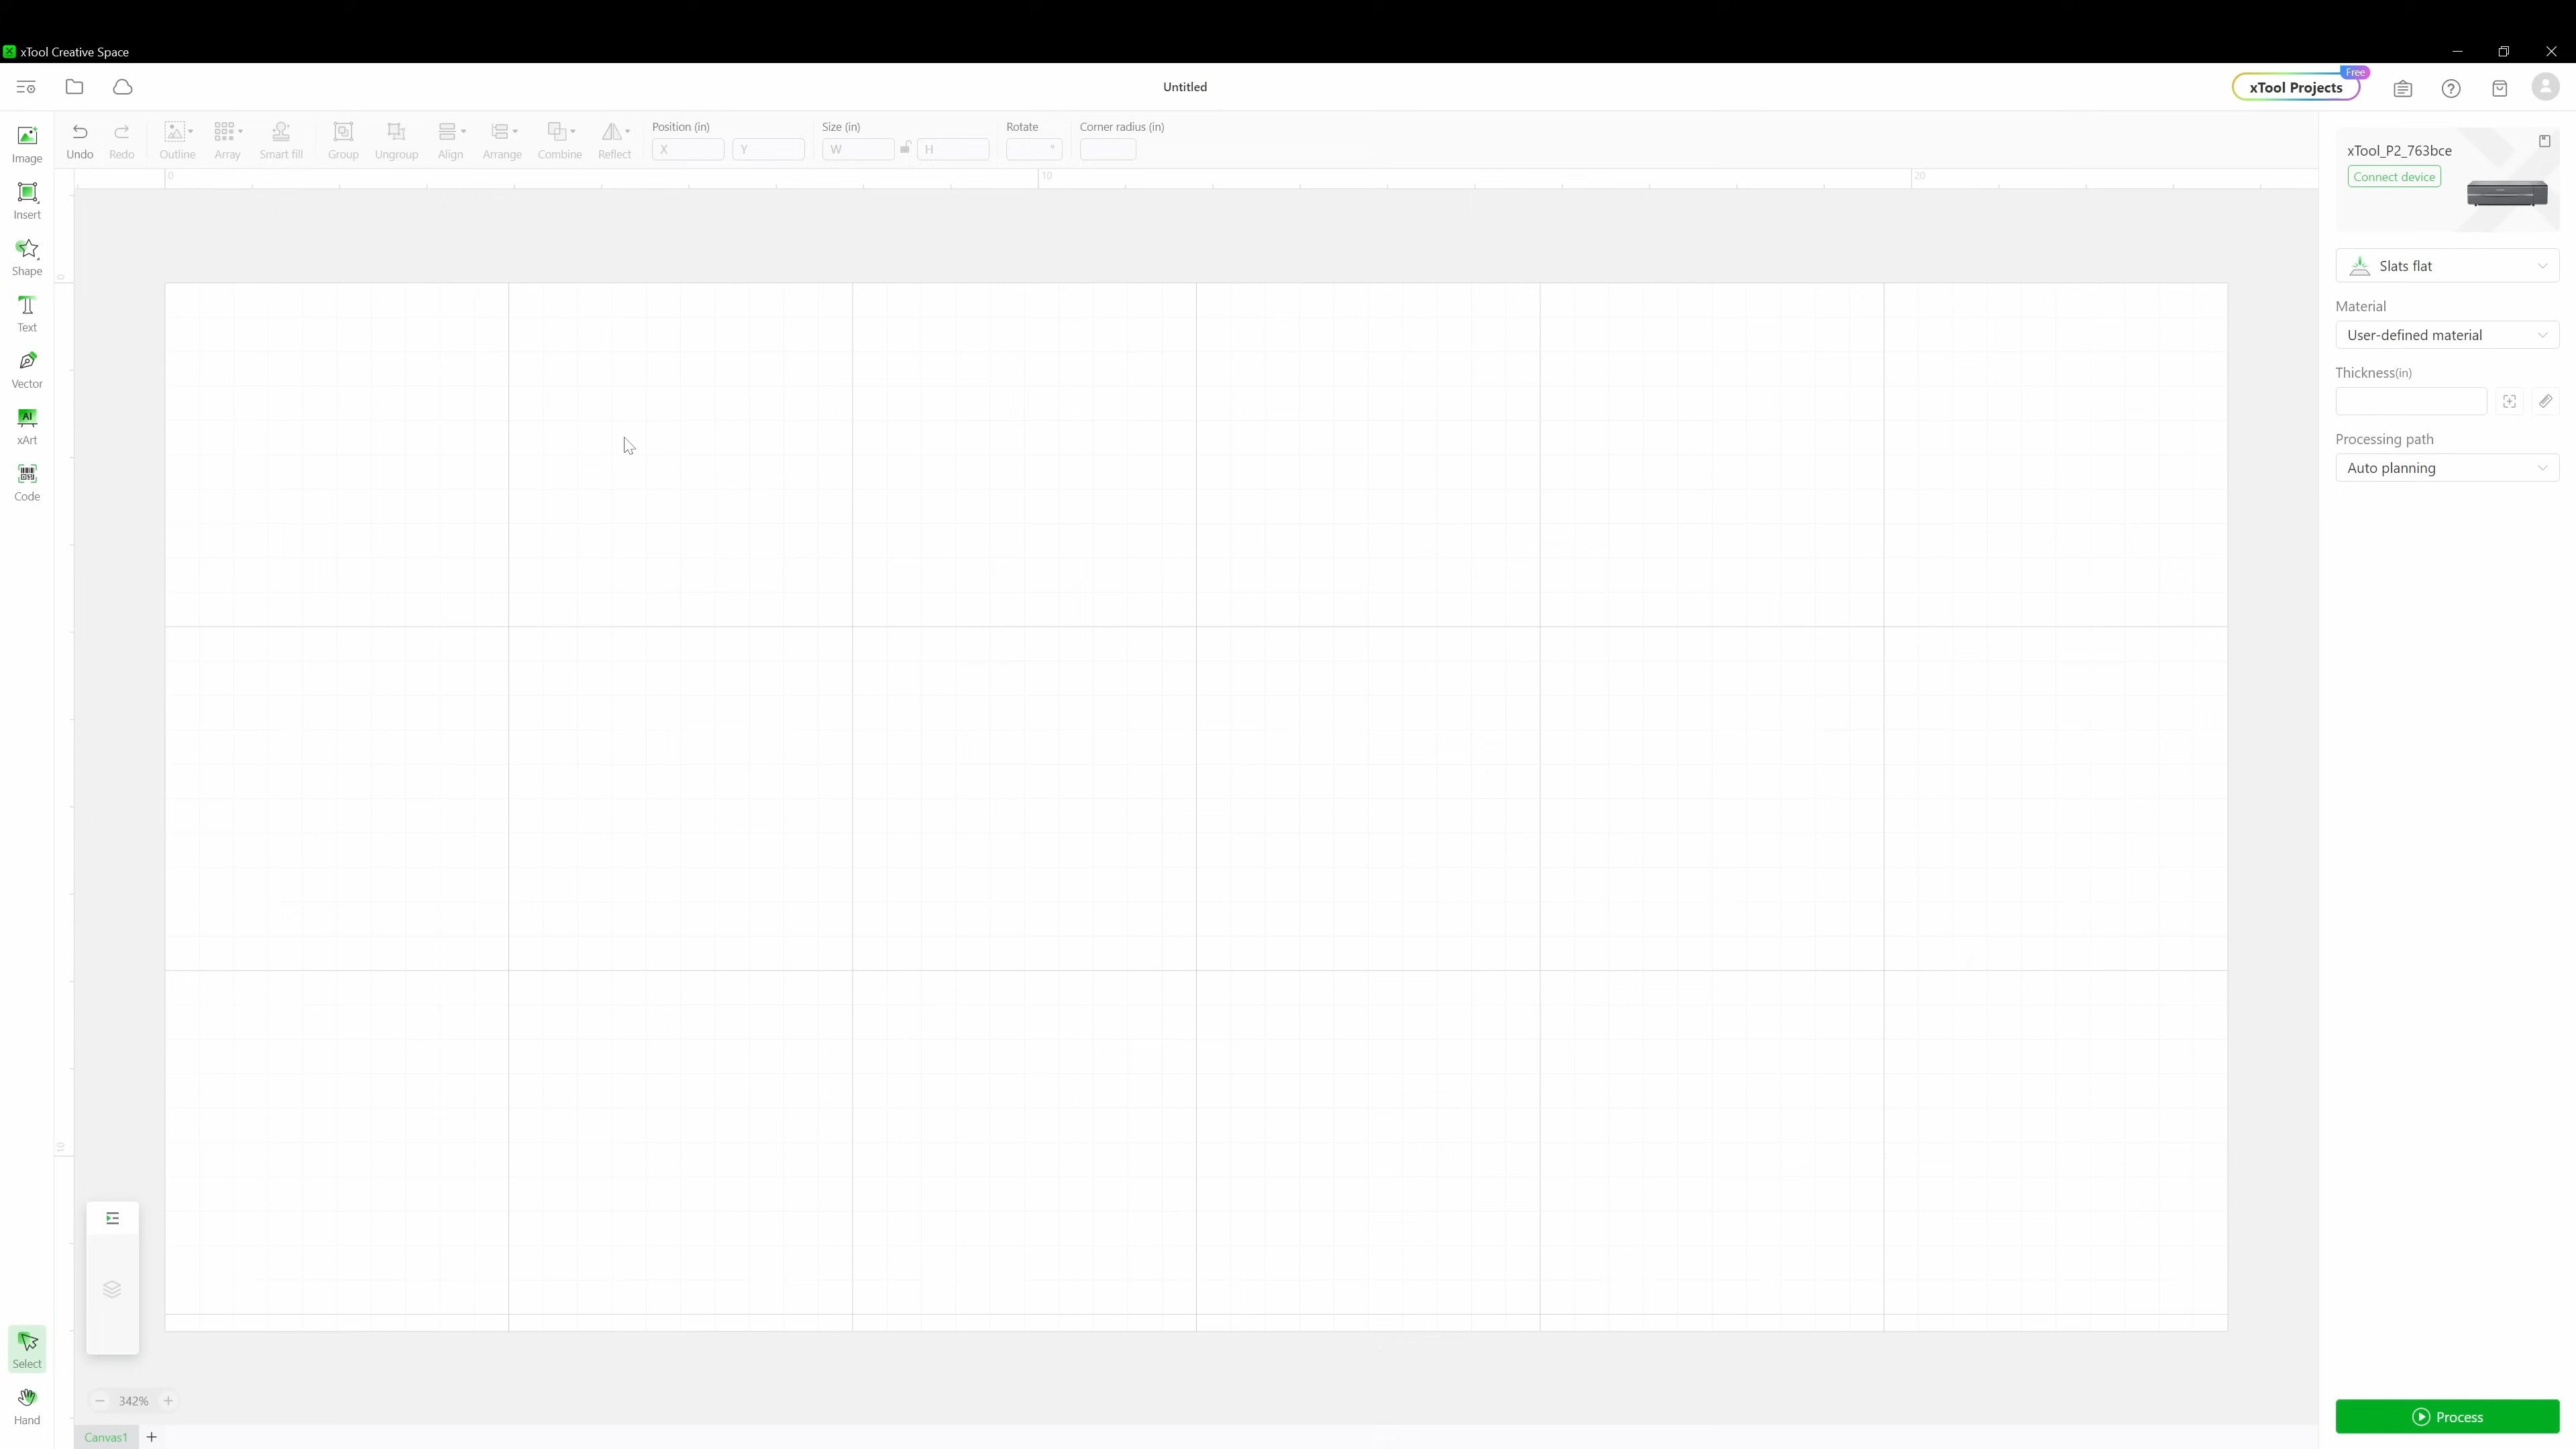 xTool Creative Space
Untitled
Free
xTool Projects
Image
Insert
Shape
Text
Vector
AI
xArt
Code
Undo
Redo
Outline
Array
Smart fill
Group
Ungroup
Align
Arrange
Combine
Reflect
Position (in)
X
Y
Size (in)
W
H
Rotate
°
Corner radius (in)
0
10
20
0
10
xTool_P2_763bce
Connect device
Slats flat
Material
User-defined material
Thickness(in)
Processing path
Auto planning
Select
Hand
342%
Canvas1
Process